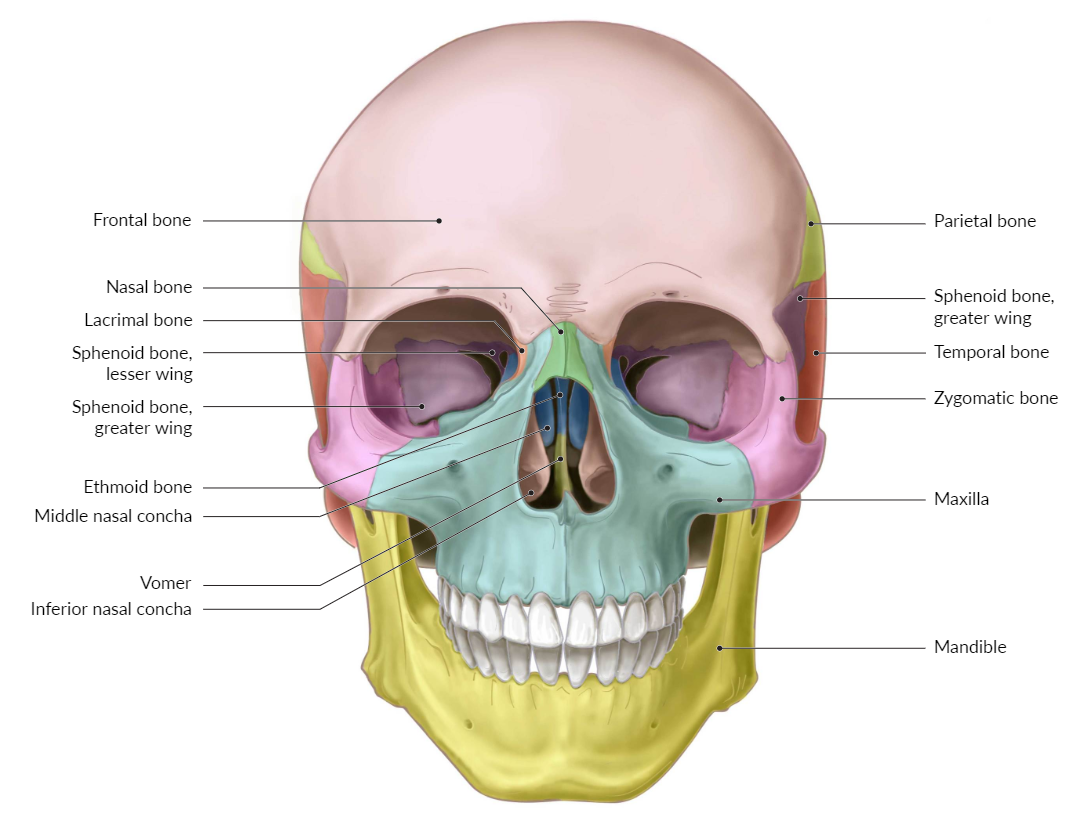 Frontal bone
Nasal bone
Lacrimal bone
Sphenoid bone,
lesser wing
Sphenoid bone,
greater wing
Ethmoid bone
Middle nasal concha
Vomer
Inferior nasal concha
Parietal bone
Sphenoid bone,
greater wing
Temporal bone
Zygomatic bone
Maxilla
Mandible